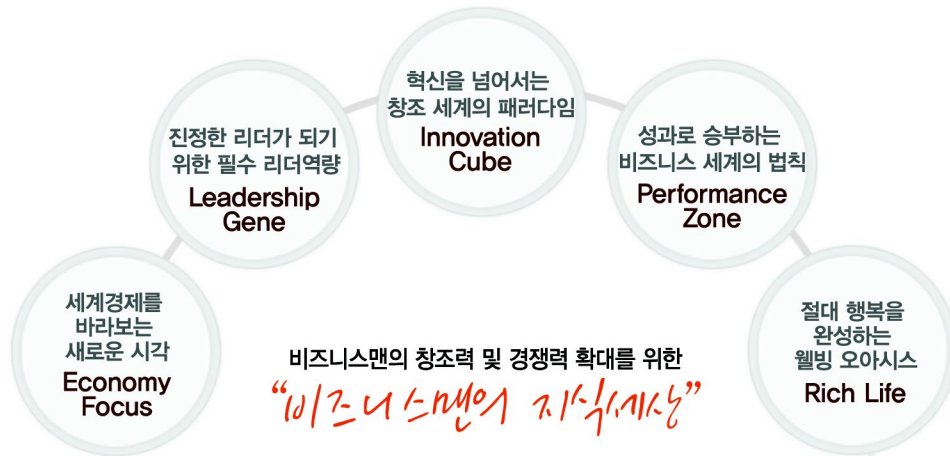 세계경제를
바라보는
새로운 시각
Economy
Focus
진정한 리더가 되기
위한 필수 리더역량
Leadership
Gene
혁신을 넘어서는
창조 세계의 패러다임
Innovation
Cube
성과로 승부하는
비즈니스 세계의 법칙
Performance
Zone
절대 행복을
완성하는
웰빙 오아시스
Rich Life
비즈니스맨의 창조력 및 경쟁력 확대를 위한
“비즈니스맨의 지식세상”